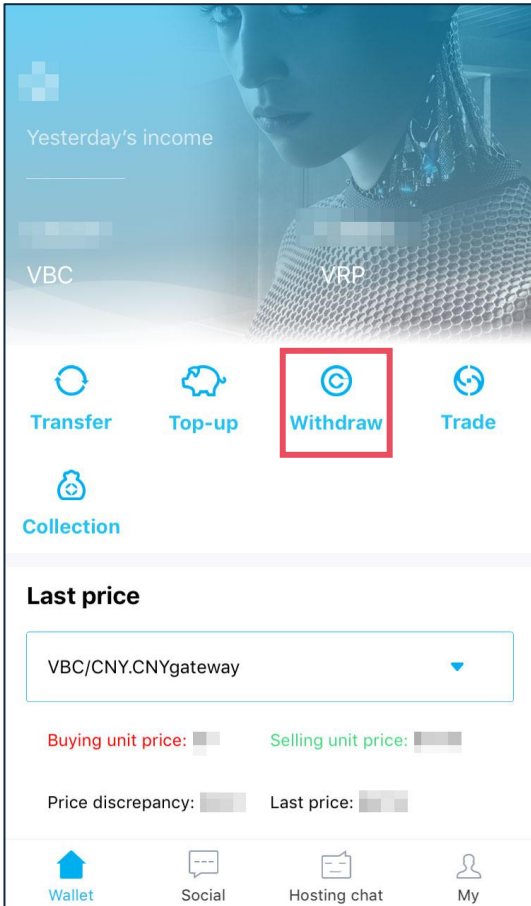 Yesterday's income
VBC VRP
Transfer Top-up Withdraw Trade
Collection
Last price
VBC/CNY.CNYgateway
Buying unit price: Selling unit price:
Price discrepancy: Last price:
Wallet Social Hosting chat My